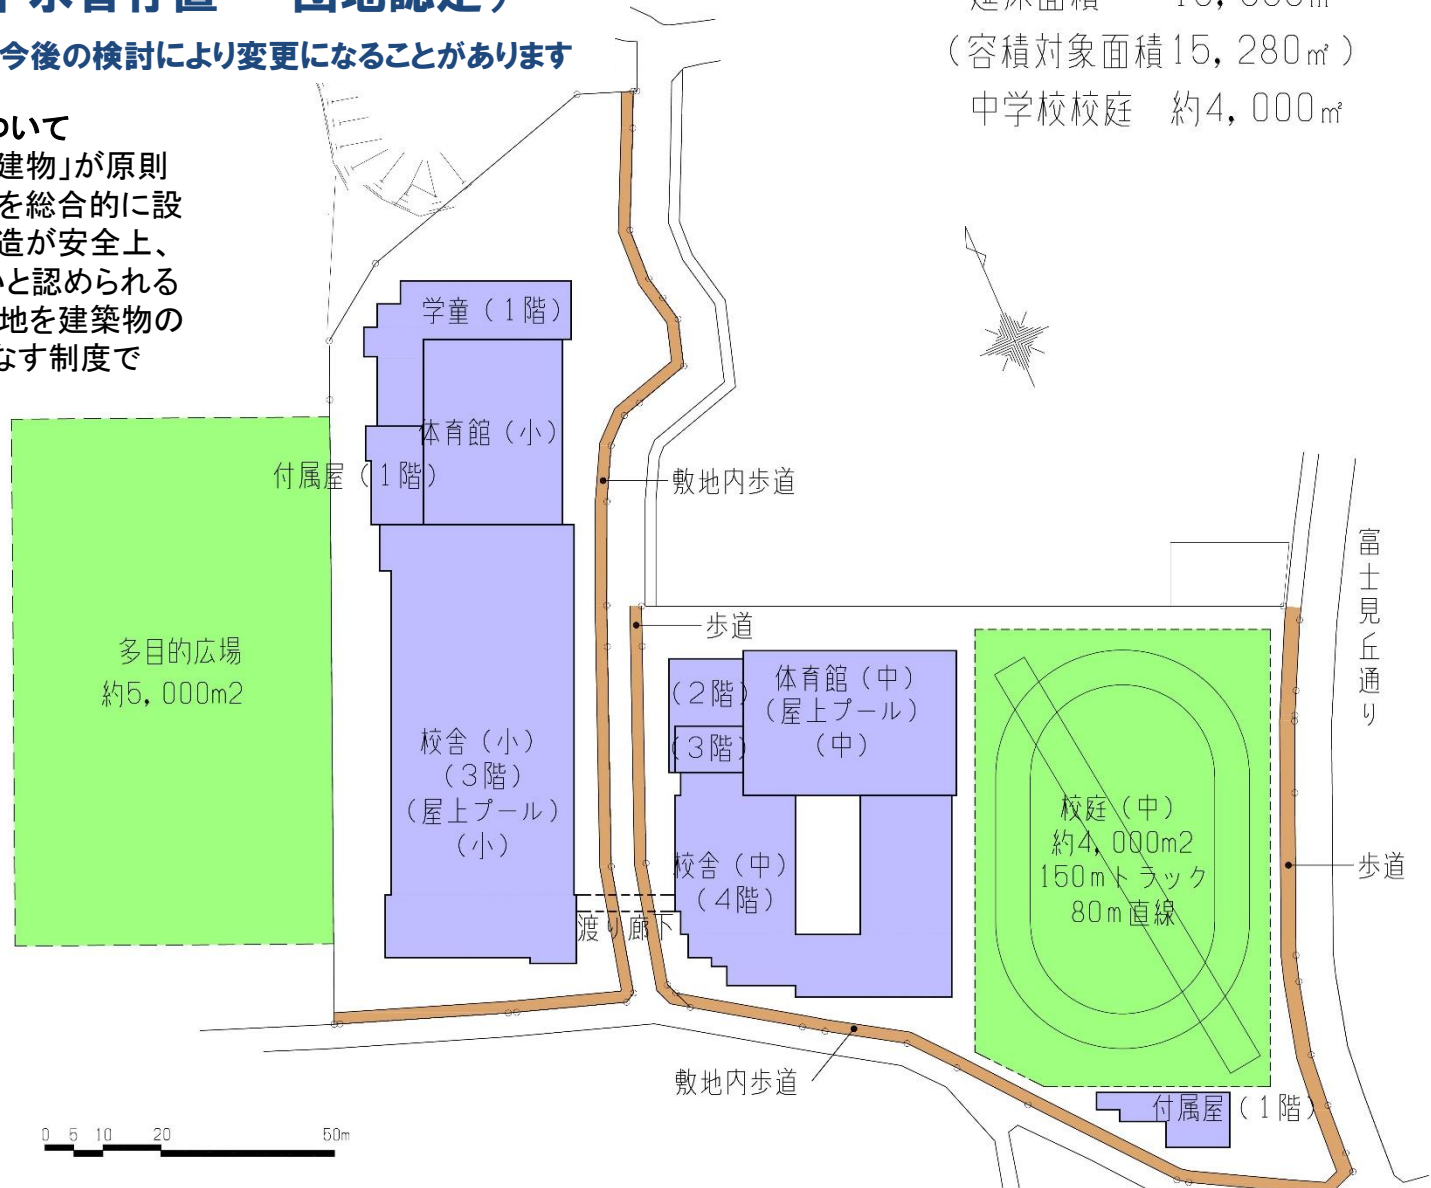 今後の検討により変更になることがあります
(容積対象面積15,280㎡)
中学校校庭 約4,000㎡
ついて
建物」が原則
を総合的に設
造が安全上、
いと認められる
地を建築物の
なす制度で
学童(1階)
体育館(小)
付属屋(1階)
敷地内歩道
富士見丘通り
歩道
多目的広場
約5,000m2
(2階)
体育館(中)
(屋上プール)
(中)
(3階)
校舎(小)
(3階)
(屋上プール)
(小)
校庭(中)
約4,000m2
150mトラック
80m直線
校舎(中)
(4階)
歩道
渡り廊下
敷地内歩道
付属屋(1階)
0 5 10 20 50m